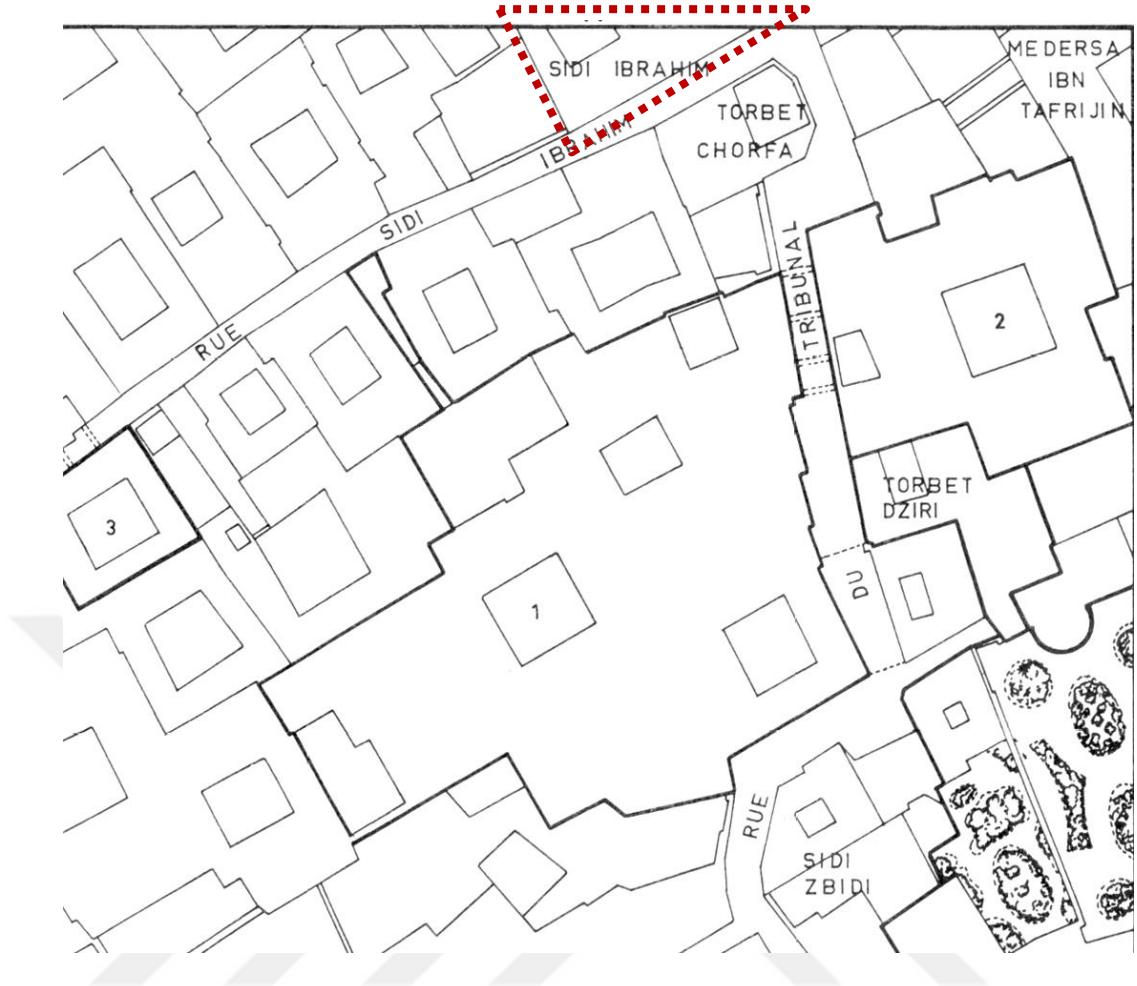 SIDI IBRAHIM
MEDERSA
IBN
TAFRIJIN
TORBET
CHORFA
RUE SIDI IBRAHIM
RUE DU TRIBUNAL
2
TORBET
DZIRI
3
1
SIDI
ZBIDI